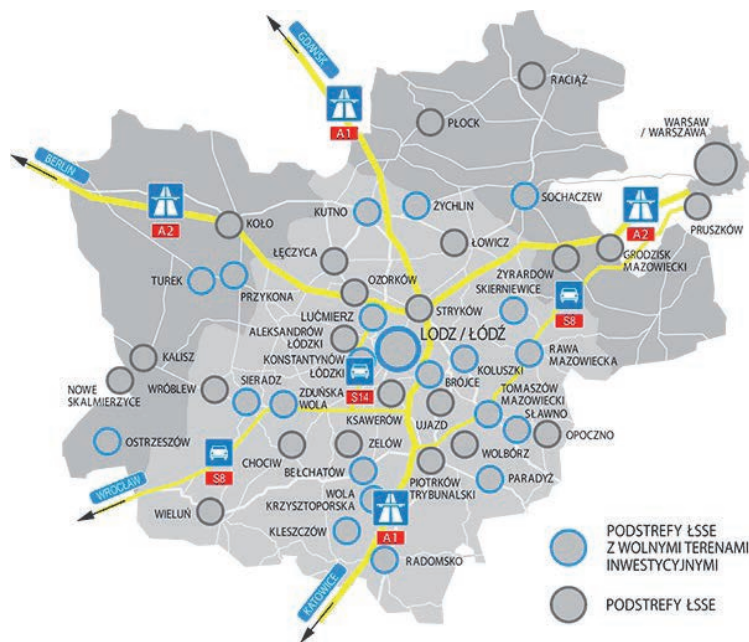 GDAŃSK
A1
RACIĄŻ
PŁOCK
WARSAW
/ WARSZAWA
BERLIN
A2
KOŁO
KUTNO
ŻYCHLIN
SOCHACZEW
A2
PRUSZKÓW
ŁOWICZ
GRODZISK
MAZOWIECKI
ŁĘCZYCA
ŻYRARDÓW
TUREK
PRZYKONA
OZORKÓW
SKIERNIEWICE
S8
LUĆMIERZ
STRYKÓW
ALEKSANDRÓW
ŁÓDZKI
LODZ / ŁÓDŹ
KONSTANTYNÓW
ŁÓDZKI
S14
KALISZ
NOWE
SKALMIERZYCE
WRÓBLEW
SIERADZ
ZDUŃSKA
WOLA
BRÓJCE
KOLUSZKI
RAWA
MAZOWIECKA
KSAWERÓW
UJAZD
TOMASZÓW
MAZOWIECKI
SŁAWNO
OSTRZESZÓW
S8
CHOCIW
ZELÓW
WOLBÓRZ
OPOCZNO
BEŁCHATÓW
PIOTRKÓW
TRYBUNALSKI
PARADYŻ
WROCŁAW
WIELUŃ
WOLA
KRZYSZTOPORSKA
KLESZCZÓW
A1
RADOMSKO
KATOWICE
PODSTREFY ŁSSE
Z WOLNYMI TERENAMI
INWESTYCYJNYMI
PODSTREFY ŁSSE